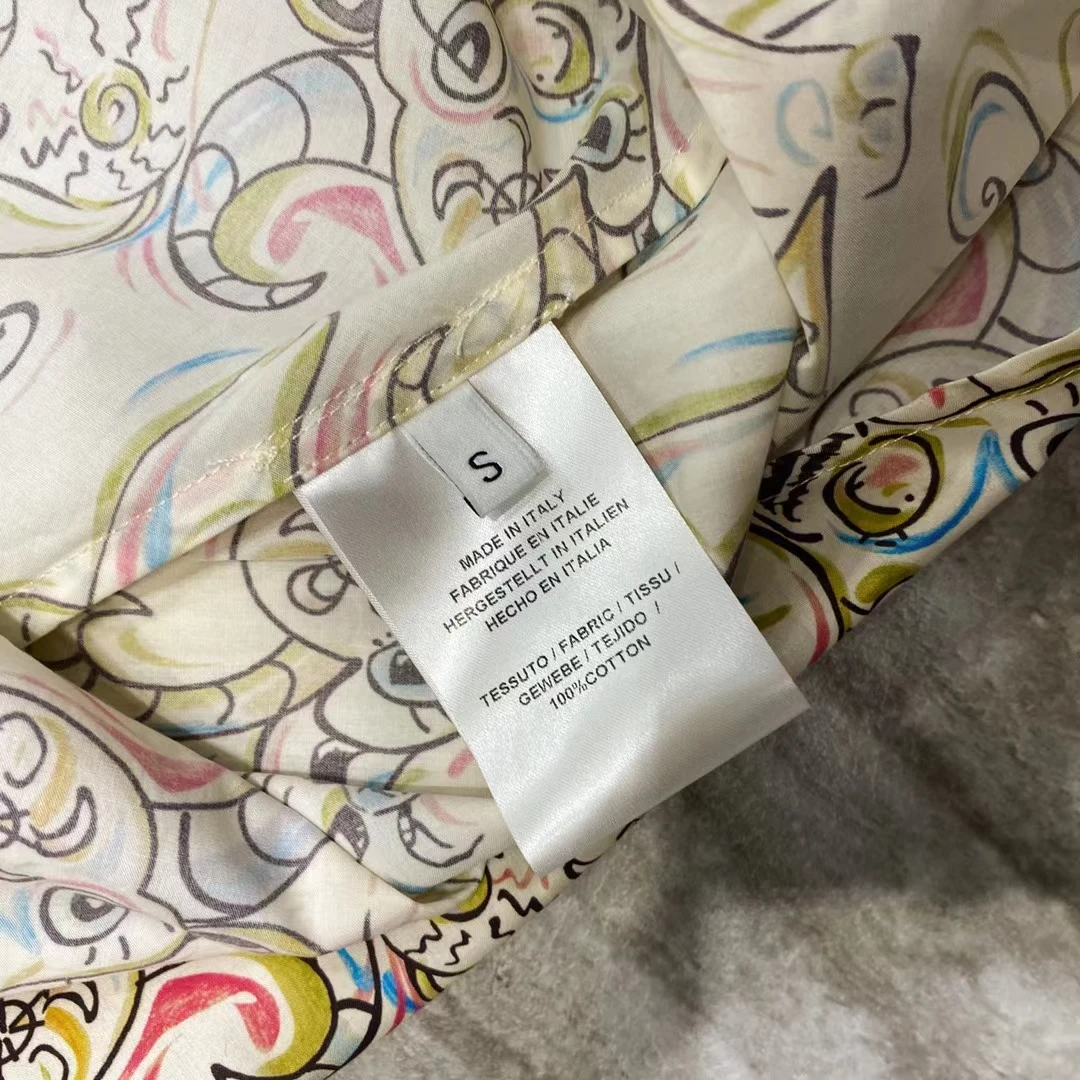 S
MADE IN ITALY
FABRIQUE EN ITALIE
HERGESTELLT IN ITALIEN
HECHO EN ITALIA
TESSUTO / FABRIC / TISSU /
GEWEBE / TEJIDO /
100%COTTON